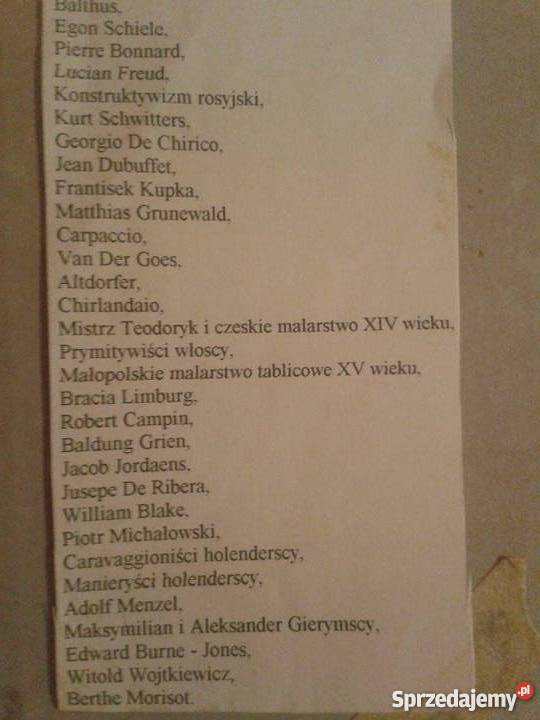 Balthus,
Egon Schiele,
Pierre Bonnard,
Lucian Freud,
Konstruktywizm rosyjski,
Kurt Schwitters,
Georgio De Chirico,
Jean Dubuffet,
Frantisek Kupka,
Matthias Grunewald,
Carpaccio,
Van Der Goes,
Altdorfer,
Chirlandaio,
Mistrz Teodoryk i czeskie malarstwo XIV wieku,
Prymitywiści włoscy,
Małopolskie malarstwo tablicowe XV wieku,
Bracia Limburg,
Robert Campin,
Baldung Grien,
Jacob Jordaens,
Jusepe De Ribera,
William Blake,
Piotr Michałowski,
Caravaggioniści holenderscy,
Manieryści holenderscy,
Adolf Menzel,
Maksymilian i Aleksander Gierymscy,
Edward Burne - Jones,
Witold Wojtkiewicz,
Berthe Morisot.
Sprzedajemy.pl